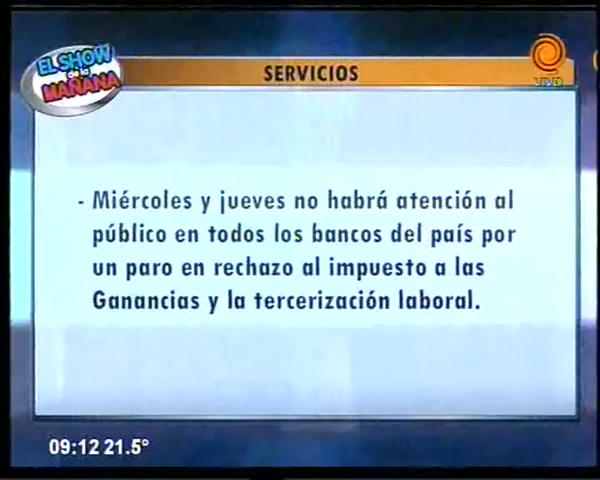 EL SHOW
de la
MAÑANA
SERVICIOS
VIVO
- Miércoles y jueves no habrá atención al
público en todos los bancos del país por
un paro en rechazo al impuesto a las
Ganancias y la tercerización laboral.
09:12 21.5°